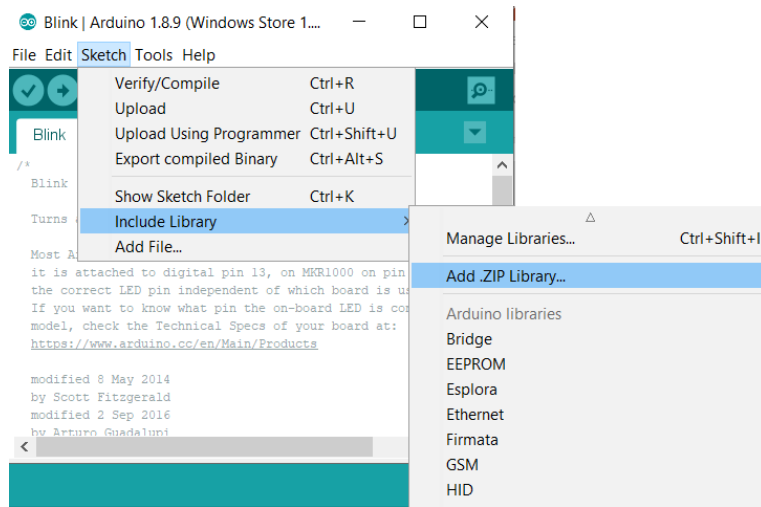 Blink | Arduino 1.8.9 (Windows Store 1....
File Edit Sketch Tools Help
Verify/Compile Ctrl+R
Upload Ctrl+U
Upload Using Programmer Ctrl+Shift+U
Export compiled Binary Ctrl+Alt+S
Show Sketch Folder Ctrl+K
Include Library
Add File...
Blink
/*
Blink
Turns
Most A
it is attached to digital pin 13, on MKR1000 on pin
the correct LED pin independent of which board is u
If you want to know what pin the on-board LED is co
model, check the Technical Specs of your board at:
https://www.arduino.cc/en/Main/Products
modified 8 May 2014
by Scott Fitzgerald
modified 2 Sep 2016
by Arturo Guadalupi
Manage Libraries... Ctrl+Shift+I
Add .ZIP Library...
Arduino libraries
Bridge
EEPROM
Esplora
Ethernet
Firmata
GSM
HID